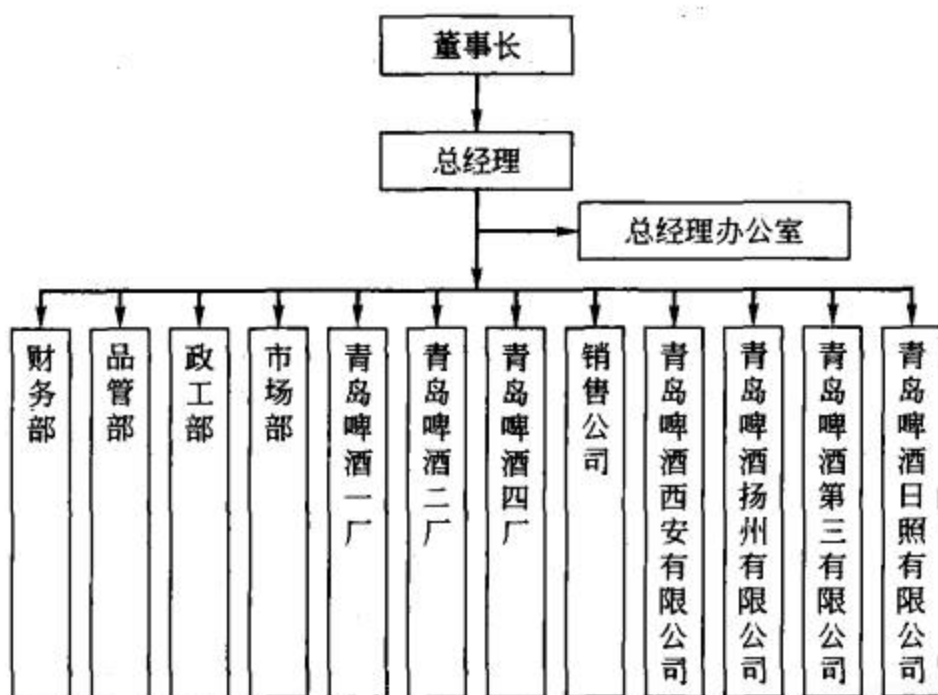 董事长
总经理
总经理办公室
财务部
品管部
政工部
市场部
青岛啤酒一厂
青岛啤酒二厂
青岛啤酒四厂
销售公司
青岛啤酒西安有限公司
青岛啤酒扬州有限公司
青岛啤酒第三有限公司
青岛啤酒日照有限公司